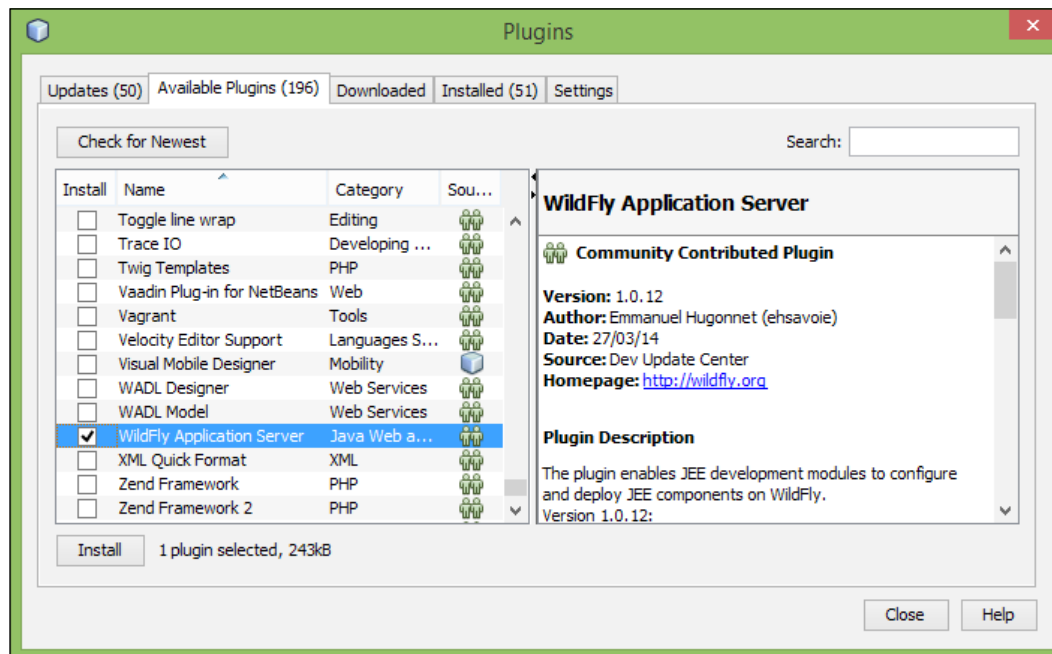 Plugins
Updates (50) Available Plugins (196) Downloaded Installed (51) Settings
Check for Newest Search:
Install Name Category Sou...
Toggle line wrap Editing
Trace IO Developing ...
Twig Templates PHP
Vaadin Plug-in for NetBeans Web
Vagrant Tools
Velocity Editor Support Languages S...
Visual Mobile Designer Mobility
WADL Designer Web Services
WADL Model Web Services
WildFly Application Server Java Web a...
XML Quick Format XML
Zend Framework PHP
Zend Framework 2 PHP
WildFly Application Server
Community Contributed Plugin
Version: 1.0.12
Author: Emmanuel Hugonnet (ehsavoie)
Date: 27/03/14
Source: Dev Update Center
Homepage: http://wildfly.org
Plugin Description
The plugin enables JEE development modules to configure
and deploy JEE components on WildFly.
Version 1.0.12:
Install 1 plugin selected, 243kB
Close Help